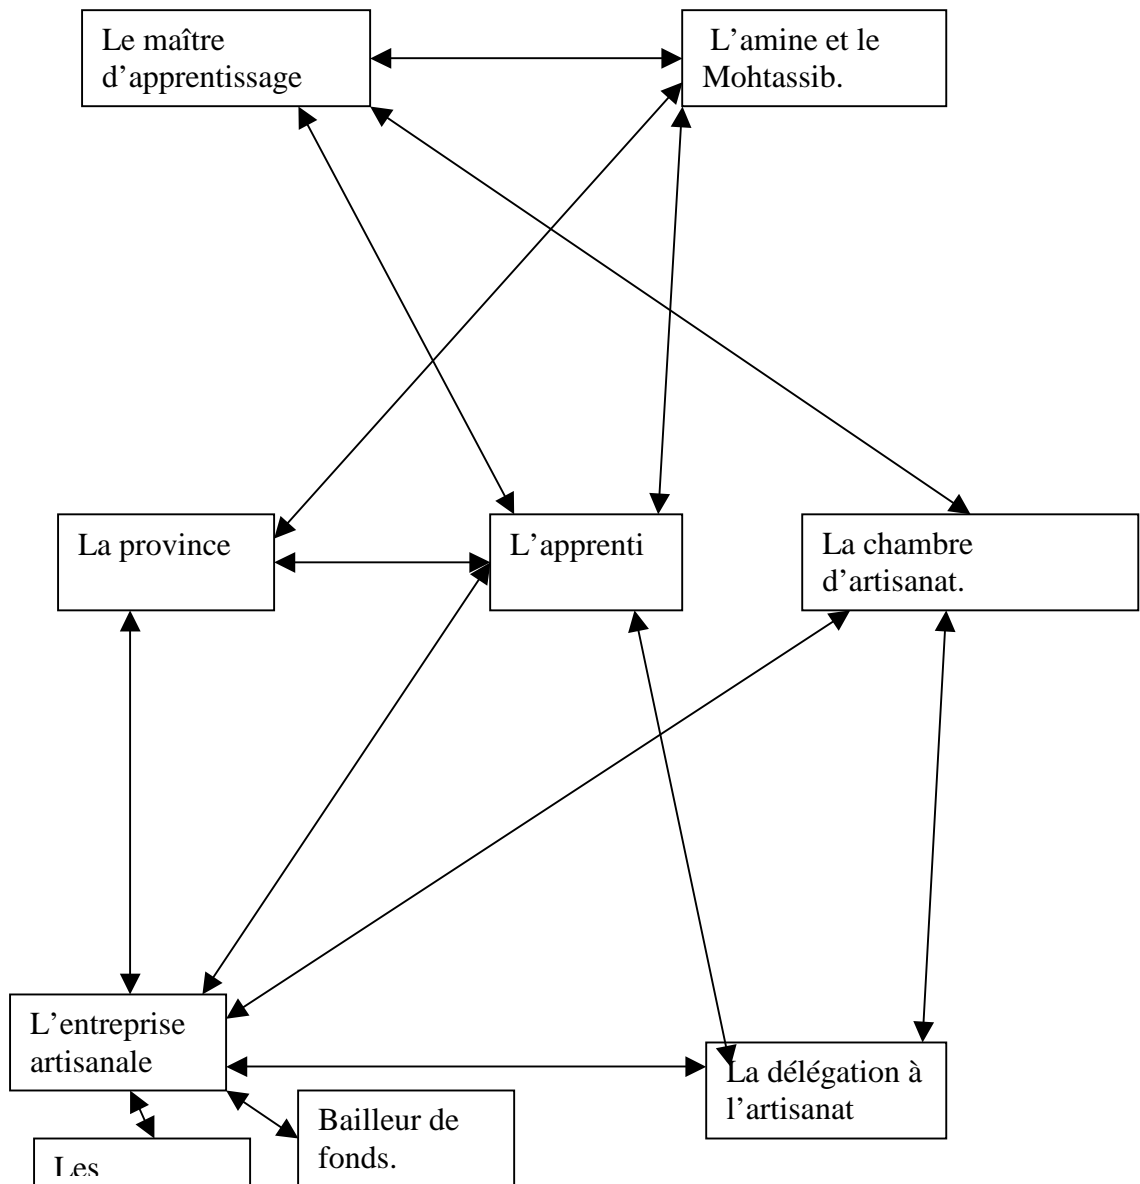 Le maître
d’apprentissage
L’amine et le
Mohtassib.
La province
L’apprenti
La chambre
d’artisanat.
L’entreprise
artisanale
La délégation à
l’artisanat
Bailleur de
fonds.
Les